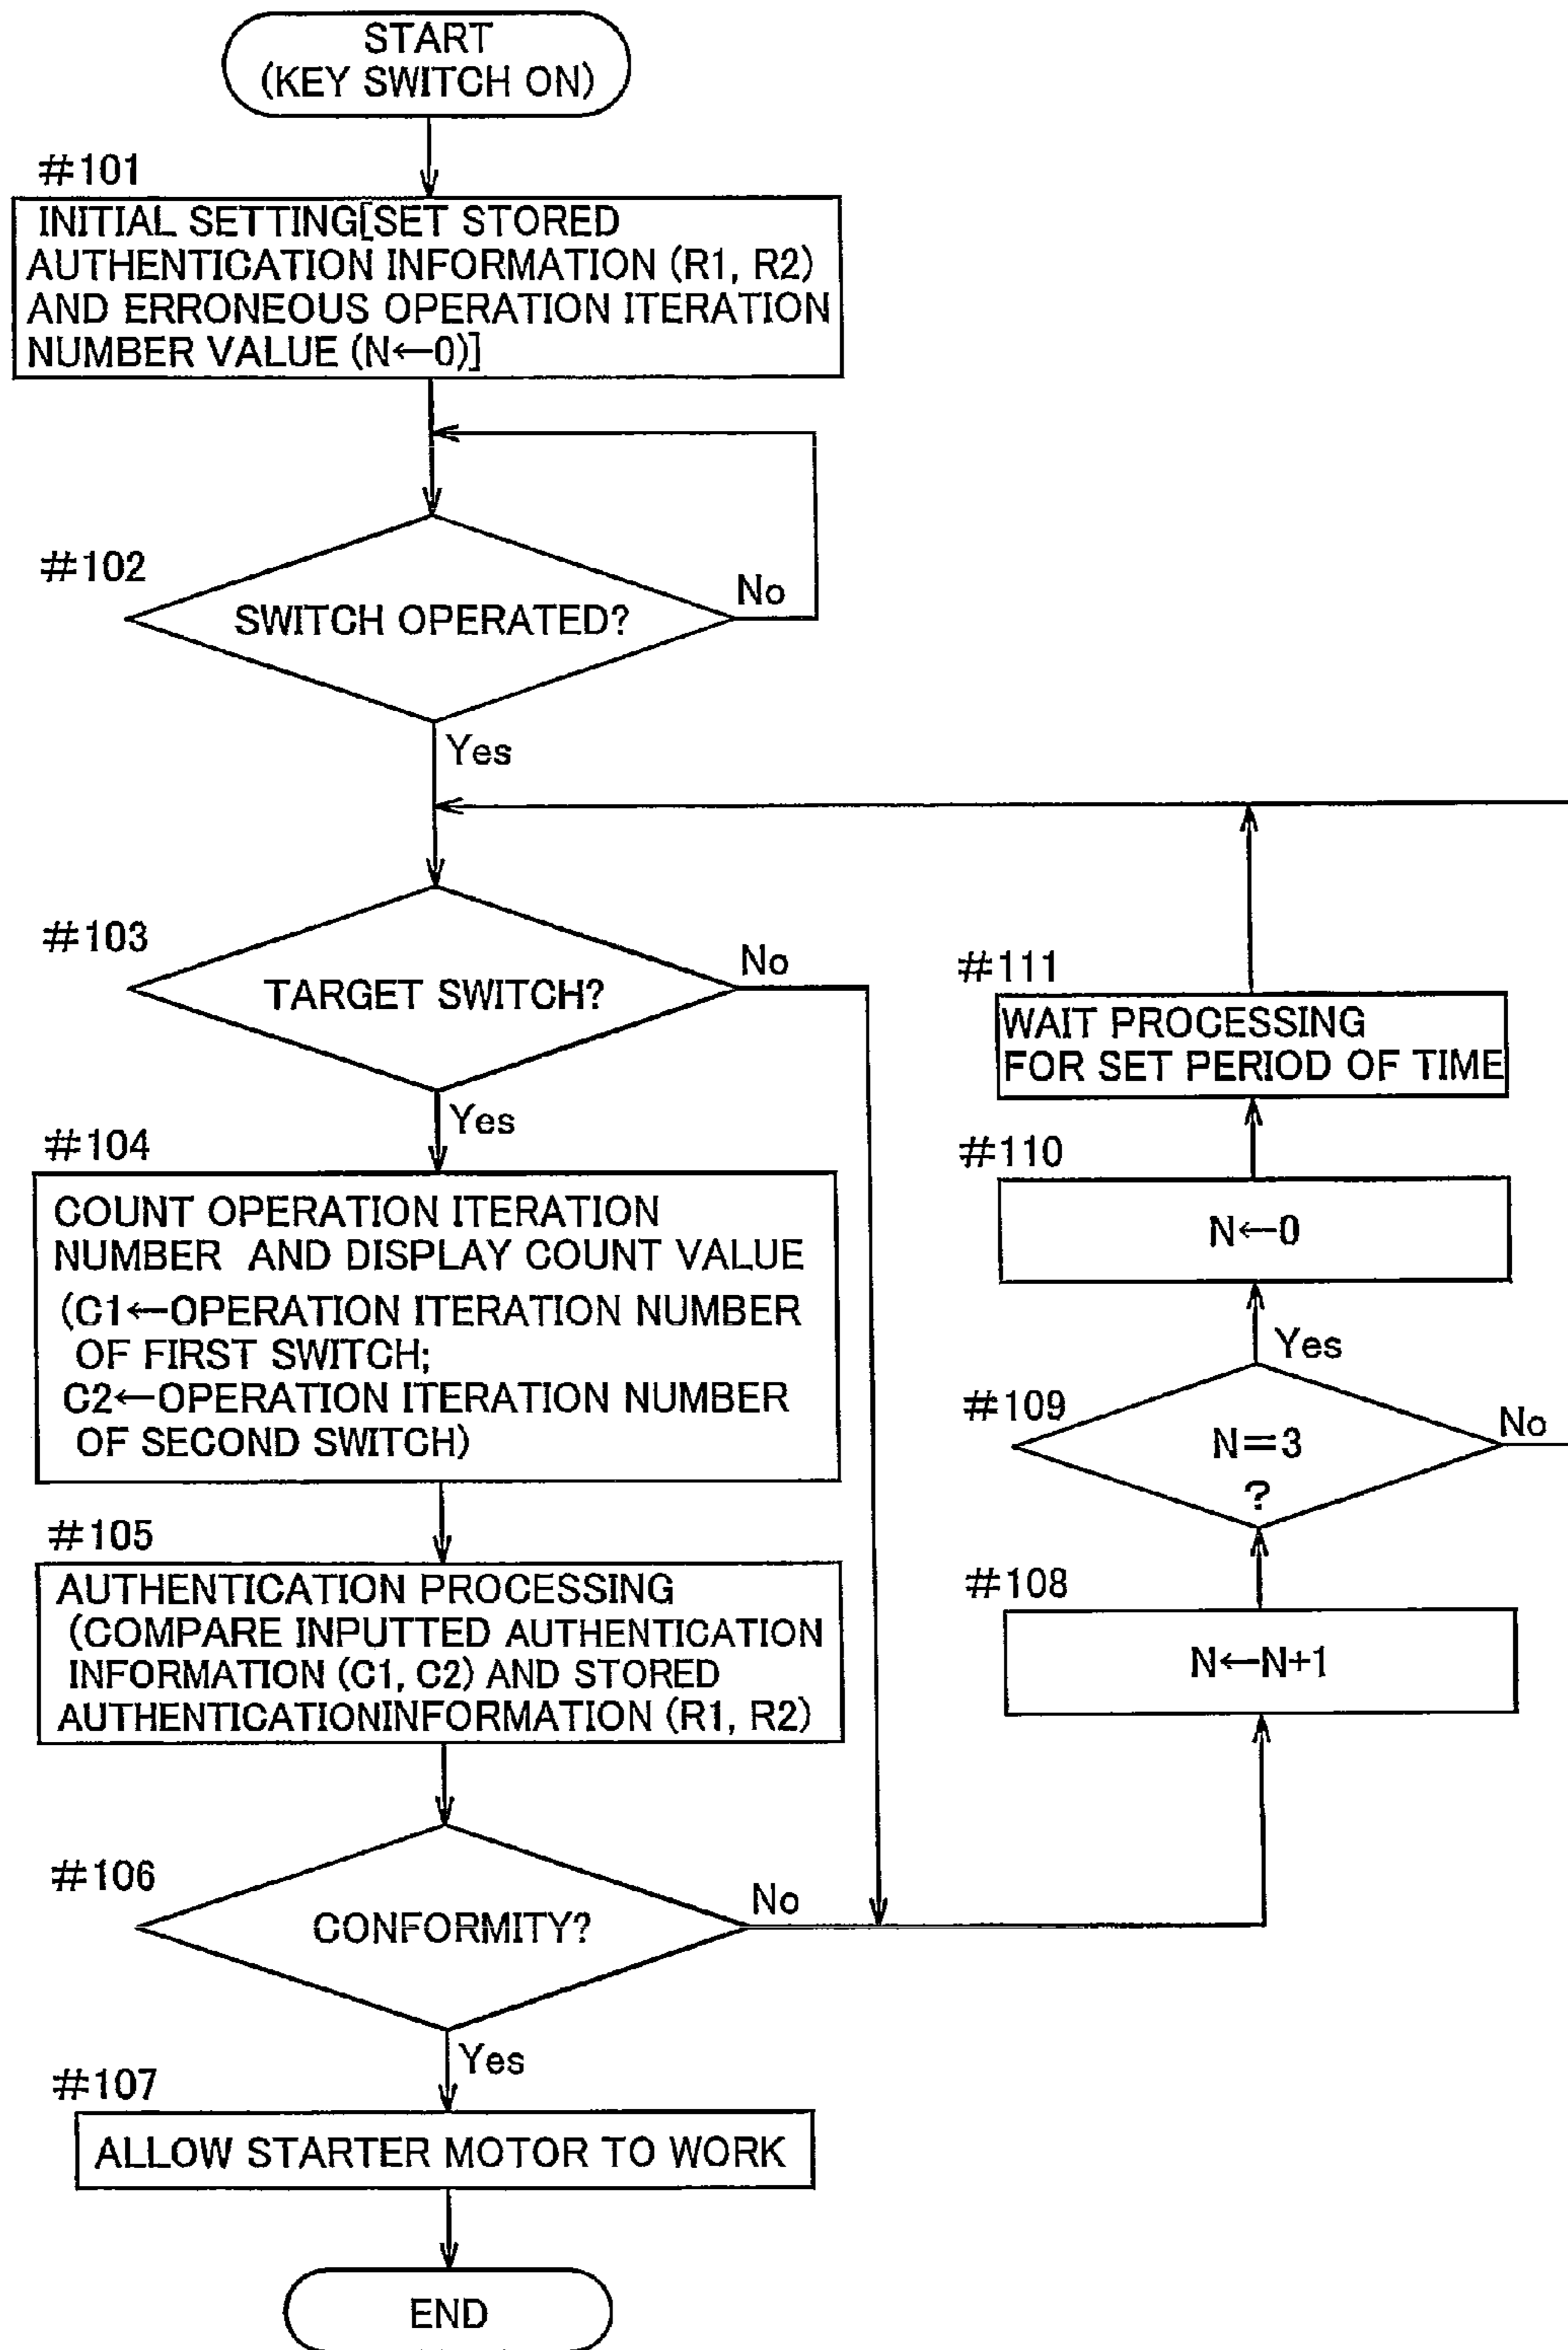 START
(KEY SWITCH ON)
#101
INITIAL SETTING[SET STORED
AUTHENTICATION INFORMATION (R1, R2)
AND ERRONEOUS OPERATION ITERATION
NUMBER VALUE (N←0)]
#102
SWITCH OPERATED?
No
Yes
#103
TARGET SWITCH?
No
Yes
#104
COUNT OPERATION ITERATION
NUMBER AND DISPLAY COUNT VALUE
(C1←OPERATION ITERATION NUMBER
OF FIRST SWITCH;
C2←OPERATION ITERATION NUMBER
OF SECOND SWITCH)
#105
AUTHENTICATION PROCESSING
(COMPARE INPUTTED AUTHENTICATION
INFORMATION (C1, C2) AND STORED
AUTHENTICATIONINFORMATION (R1, R2)
#106
CONFORMITY?
No
Yes
#107
ALLOW STARTER MOTOR TO WORK
END
#111
WAIT PROCESSING
FOR SET PERIOD OF TIME
#110
N←0
Yes
#109
N=3
?
No
#108
N←N+1